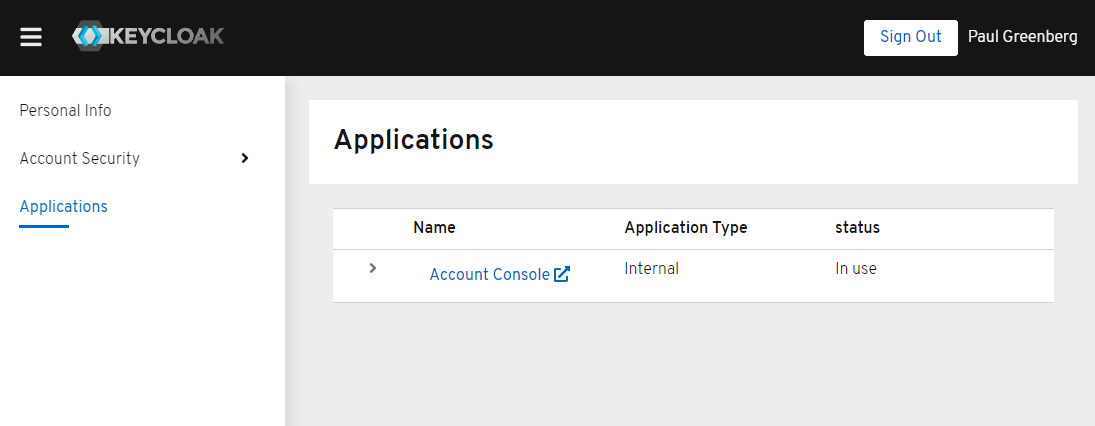 KEYCLOAK
Sign Out
Paul Greenberg
Personal Info
Account Security
Applications
Applications
Name Application Type status
Account Console Internal In use